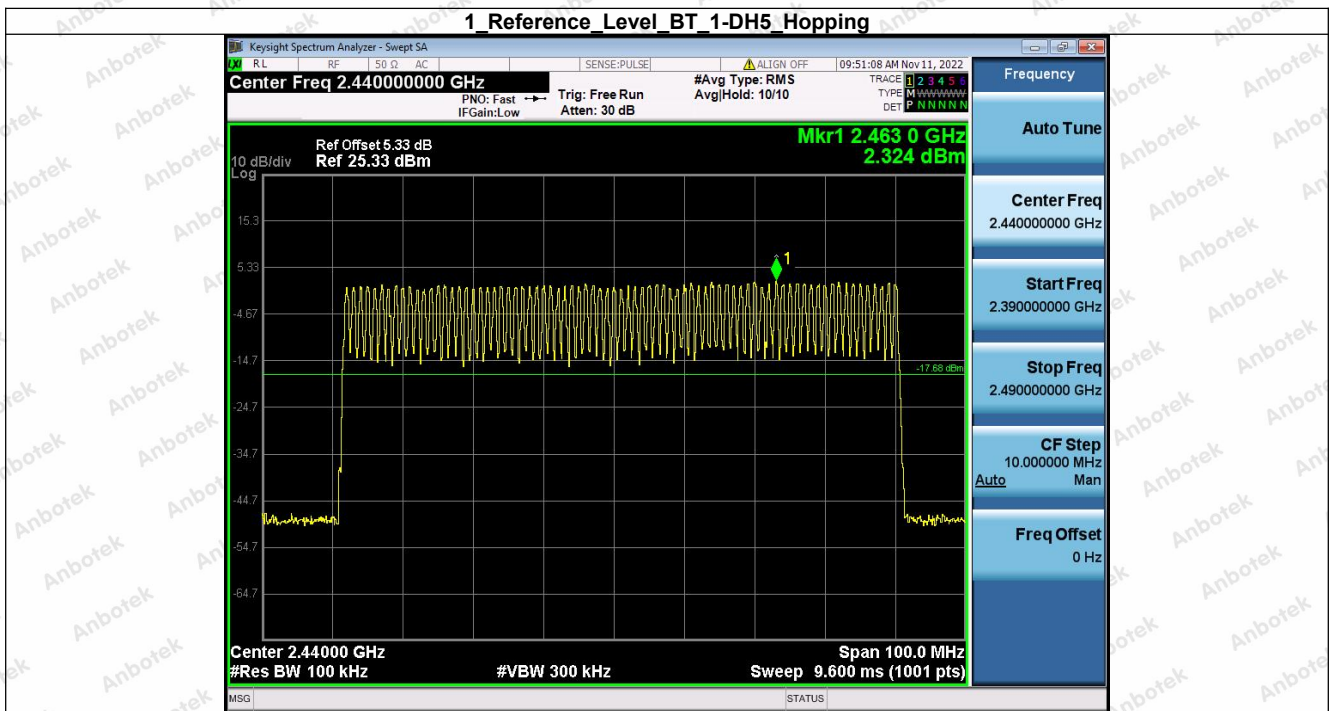 1_Reference_Level_BT_1-DH5_Hopping
Keysight Spectrum Analyzer - Swept SA
LXI RL RF 50 Ω AC SENSE:PULSE ALIGN OFF 09:51:08 AM Nov 11, 2022
Center Freq 2.440000000 GHz
PNO: Fast
IFGain:Low
Trig: Free Run
Atten: 30 dB
#Avg Type: RMS
Avg|Hold: 10/10
TRACE 1 2 3 4 5 6
TYPE M WWWWW
DET P N N N N N
Mkr1 2.463 0 GHz
2.324 dBm
Ref Offset 5.33 dB
10 dB/div Ref 25.33 dBm
Log
15.3
5.33
-4.67
-14.7
-24.7
-34.7
-44.7
-54.7
-64.7
1
-17.68 dBm
Center 2.44000 GHz Span 100.0 MHz
#Res BW 100 kHz #VBW 300 kHz Sweep 9.600 ms (1001 pts)
MSG STATUS
Frequency
Auto Tune
Center Freq
2.440000000 GHz
Start Freq
2.390000000 GHz
Stop Freq
2.490000000 GHz
CF Step
10.000000 MHz
Auto Man
Freq Offset
0 Hz
Anbotek